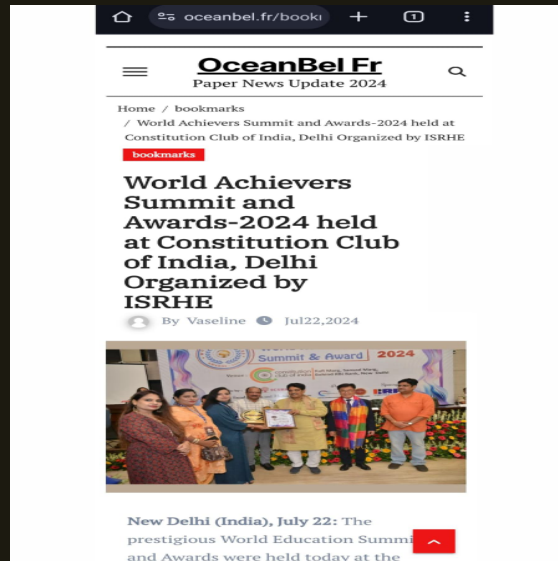 oceanbel.fr/booki
1
OceanBel Fr
Paper News Update 2024
Home / bookmarks
/ World Achievers Summit and Awards-2024 held at
Constitution Club of India, Delhi Organized by ISRHE
bookmarks
World Achievers
Summit and
Awards-2024 held
at Constitution Club
of India, Delhi
Organized by
ISRHE
By Vaseline Jul22,2024
Summit & Award 2024
New Delhi (India), July 22: The
prestigious World Education Summi
and Awards were held today at the